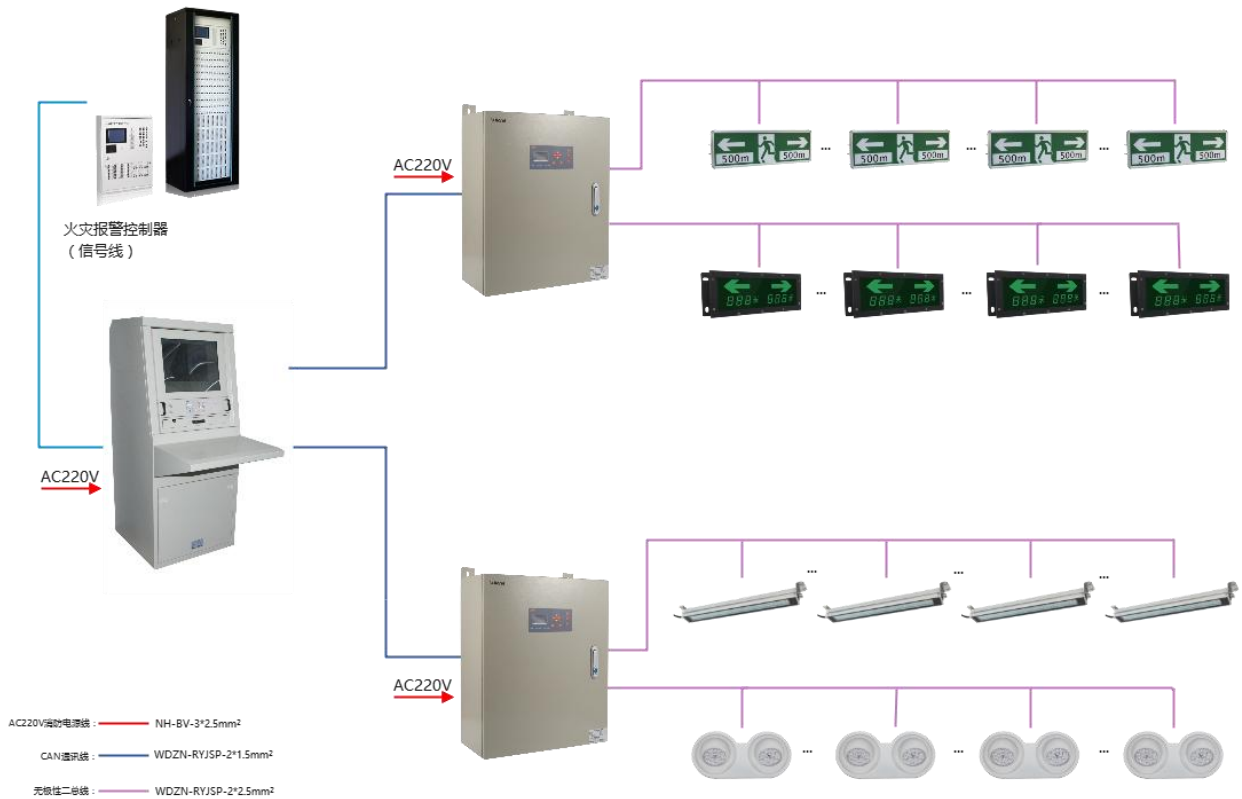 火灾报警控制器
（信号线）
AC220V
500m 500m
500m 500m
500m 500m
500m 500m
AC220V
AC220V
AC220V消防电源线： NH-BV-3*2.5mm²
CAN通讯线： WDZN-RYJSP-2*1.5mm²
无极性二总线： WDZN-RYJSP-2*2.5mm²